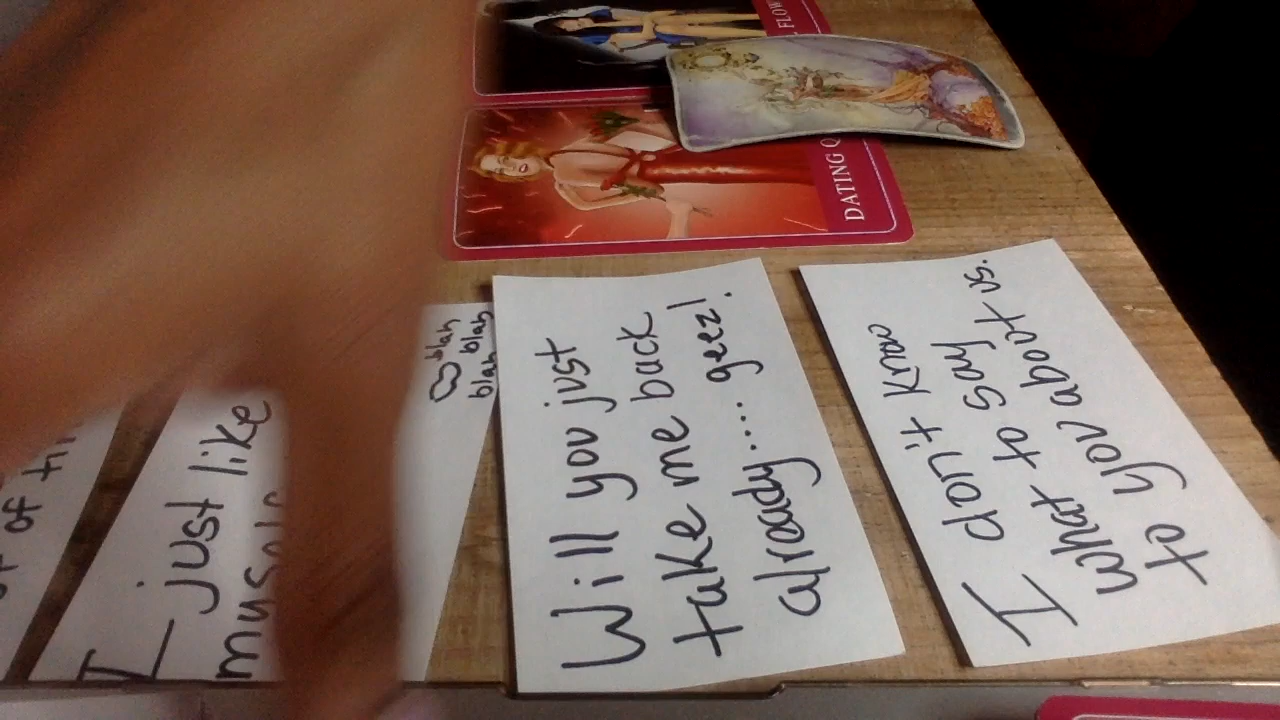 FLOW
DATING Q
of
I just like
blah
blah
blah
Will you just
take me back
already.... geez!
I don't know
what to say
to you about us.